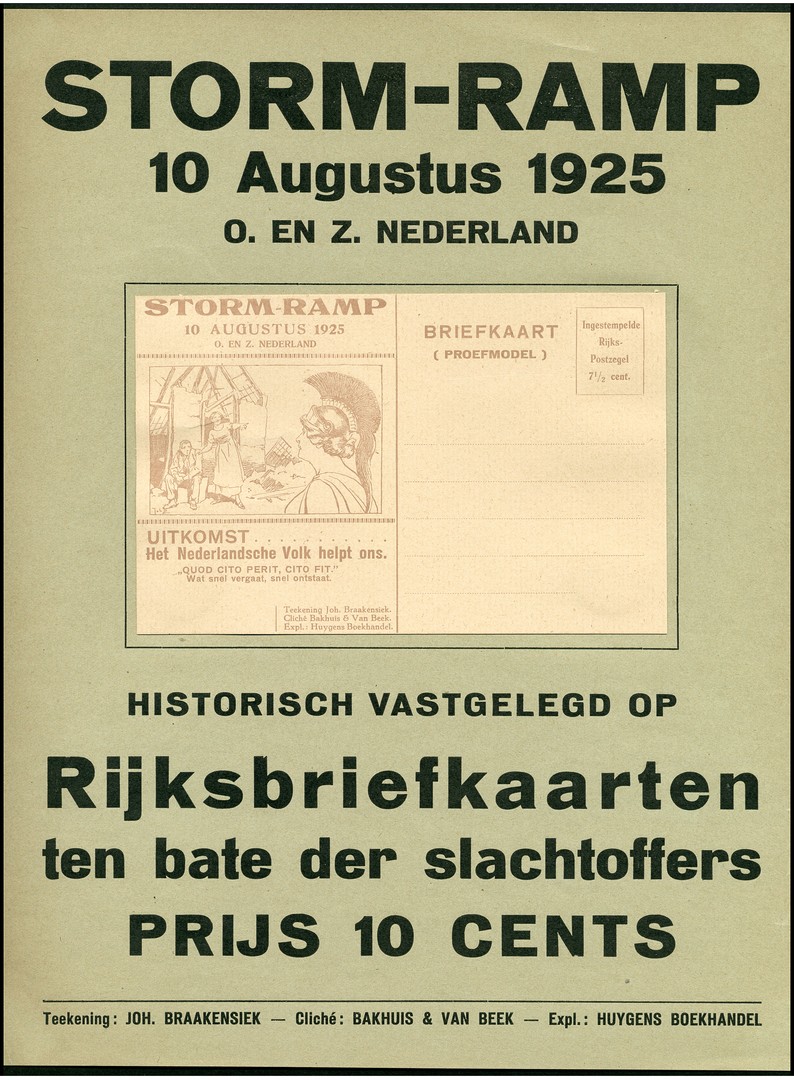 STORM-RAMP
10 Augustus 1925
O. EN Z. NEDERLAND
STORM-RAMP
10 AUGUSTUS 1925
O. EN Z. NEDERLAND
UITKOMST . . . . . . . . . . .
Het Nederlandsche Volk helpt ons.
„QUOD CITO PERIT, CITO FIT.”
Wat snel vergaat, snel ontstaat.
Teekening Joh. Braakensiek.
Cliché Bakhuis & Van Beek.
Expl.: Huygens Boekhandel.
BRIEFKAART
( PROEFMODEL )
Ingestempelde
Rijks-
Postzegel
7½ cent.
HISTORISCH VASTGELEGD OP
Rijksbriefkaarten
ten bate der slachtoffers
PRIJS 10 CENTS
Teekening: JOH. BRAAKENSIEK — Cliché: BAKHUIS & VAN BEEK — Expl.: HUYGENS BOEKHANDEL